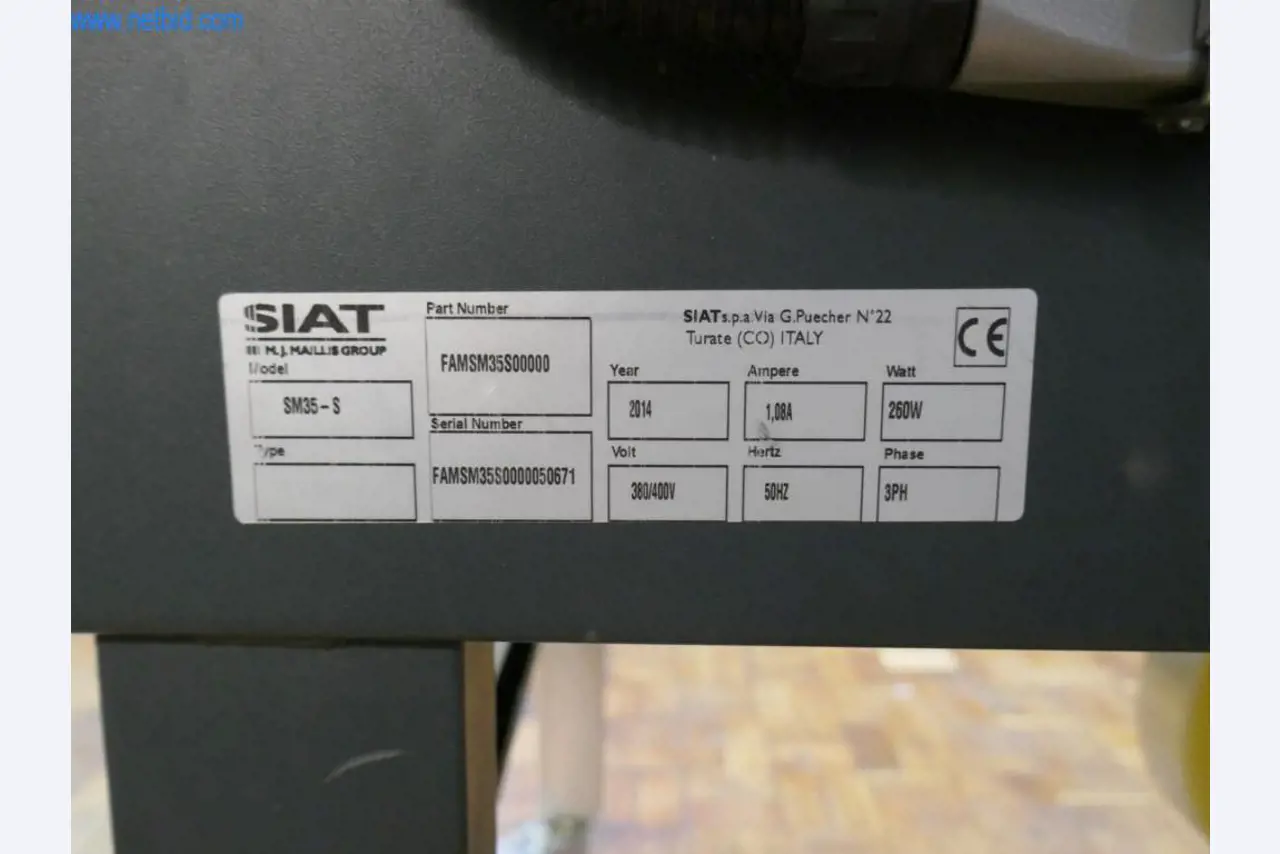 www.netbid.com
SIAT
M.J. MAILLIS GROUP
Model
SM35-S
Type
Part Number
FAMSM35S00000
Serial Number
FAMSM35S0000050671
SIAT s.p.a. Via G.Puecher N°22
Turate (CO) ITALY
CE
Year
2014
Ampere
1,08A
Watt
260W
Volt
380/400V
Hertz
50HZ
Phase
3PH